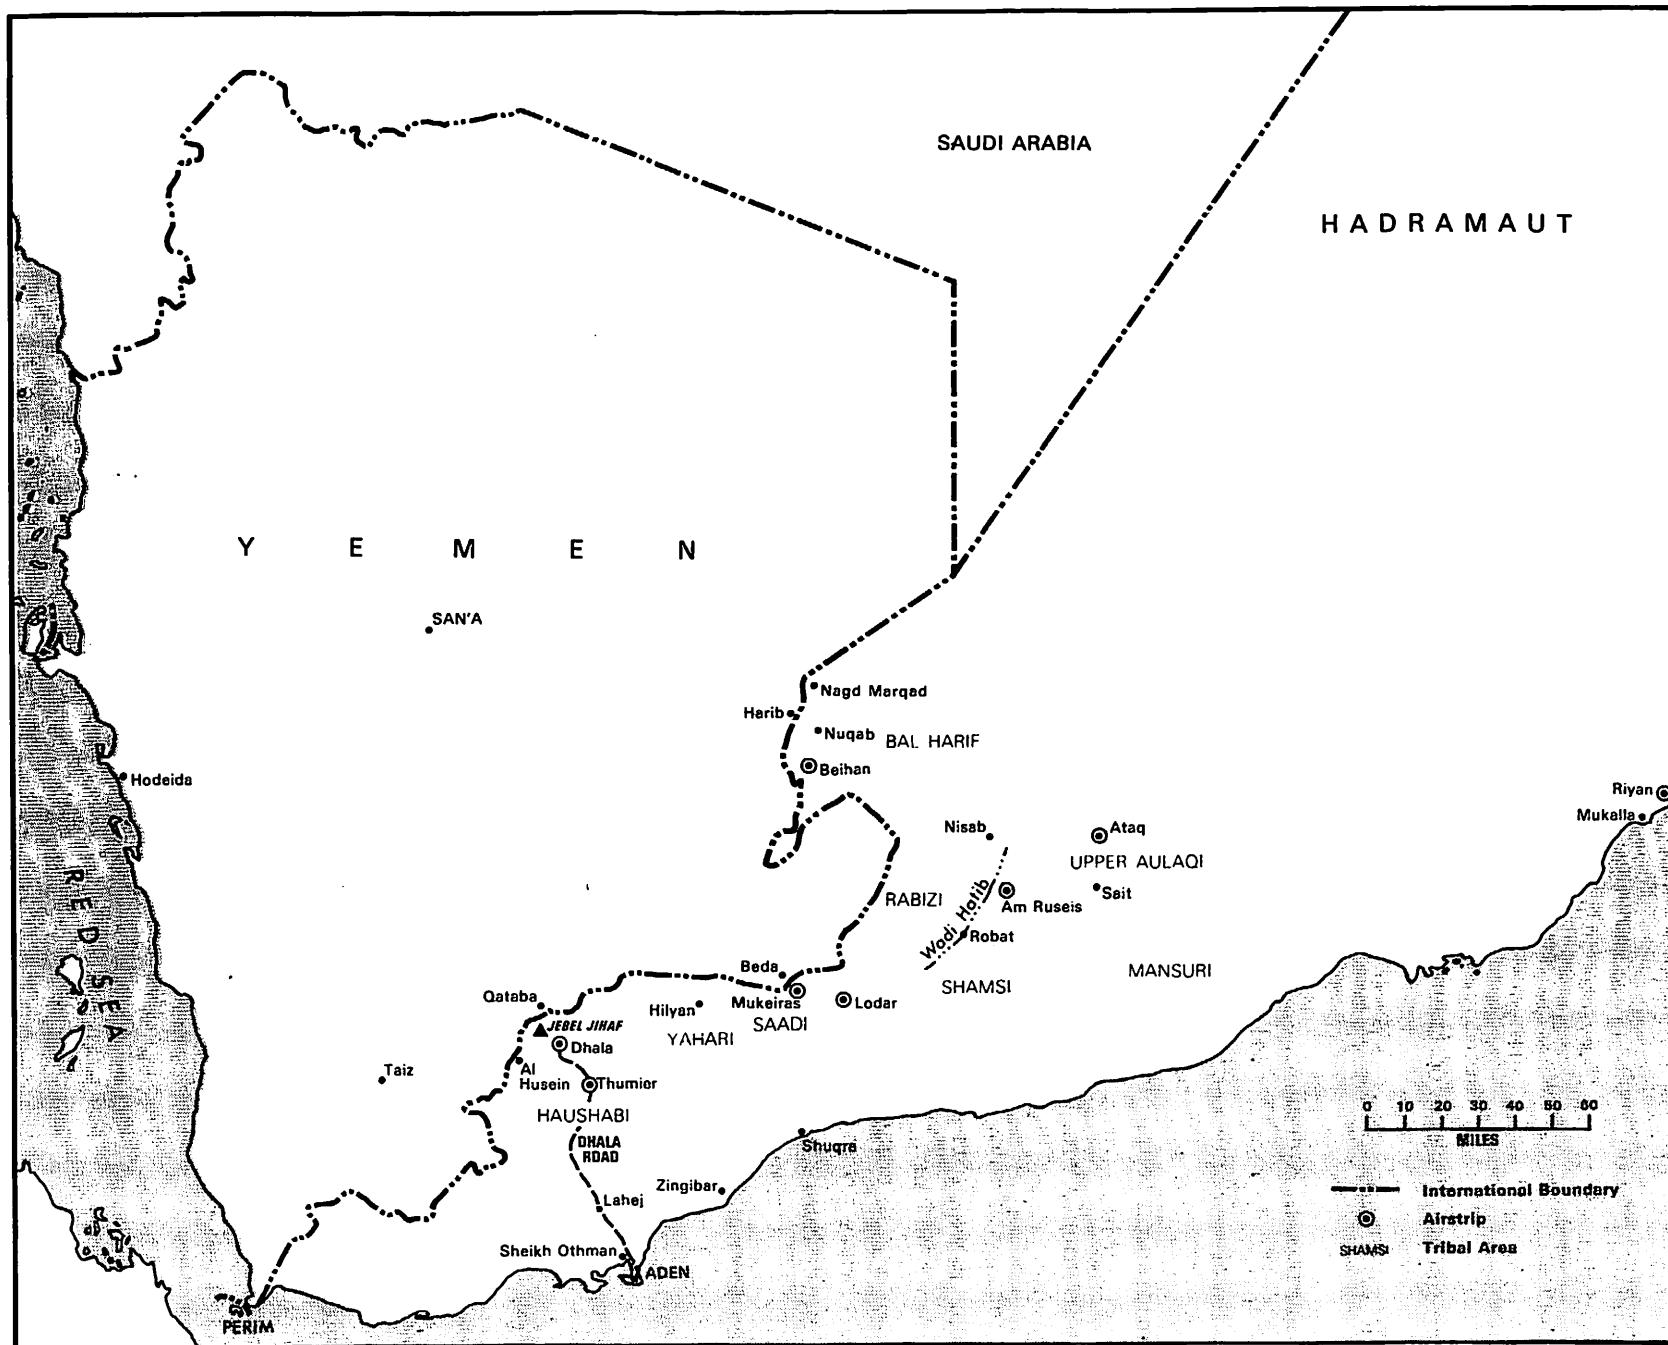 SAUDI ARABIA
HADRAMAUT
YEMEN
SAN'A
Nagd Marqad
Harib
Nuqab
BAL HARIF
Beihan
Hodeida
Riyan
Mukalla
Nisab
Ataq
UPPER AULAQI
RABIZI
Wadi Hatib
Am Ruseis
Sait
Robat
RED SEA
Beda
MANSURI
Qataba
Hilyan
Mukeiras
SHAMSI
Lodar
JEBEL JIHAF
SAADI
YAHARI
Dhala
Taiz
Al
Husein
Thumier
HAUSHABI
0 10 20 30 40 50 60
MILES
DHALA
ROAD
Shuqra
Zingibar
Lahej
International Boundary
Airstrip
SHAMSI Tribal Area
Sheikh Othman
ADEN
PERIM